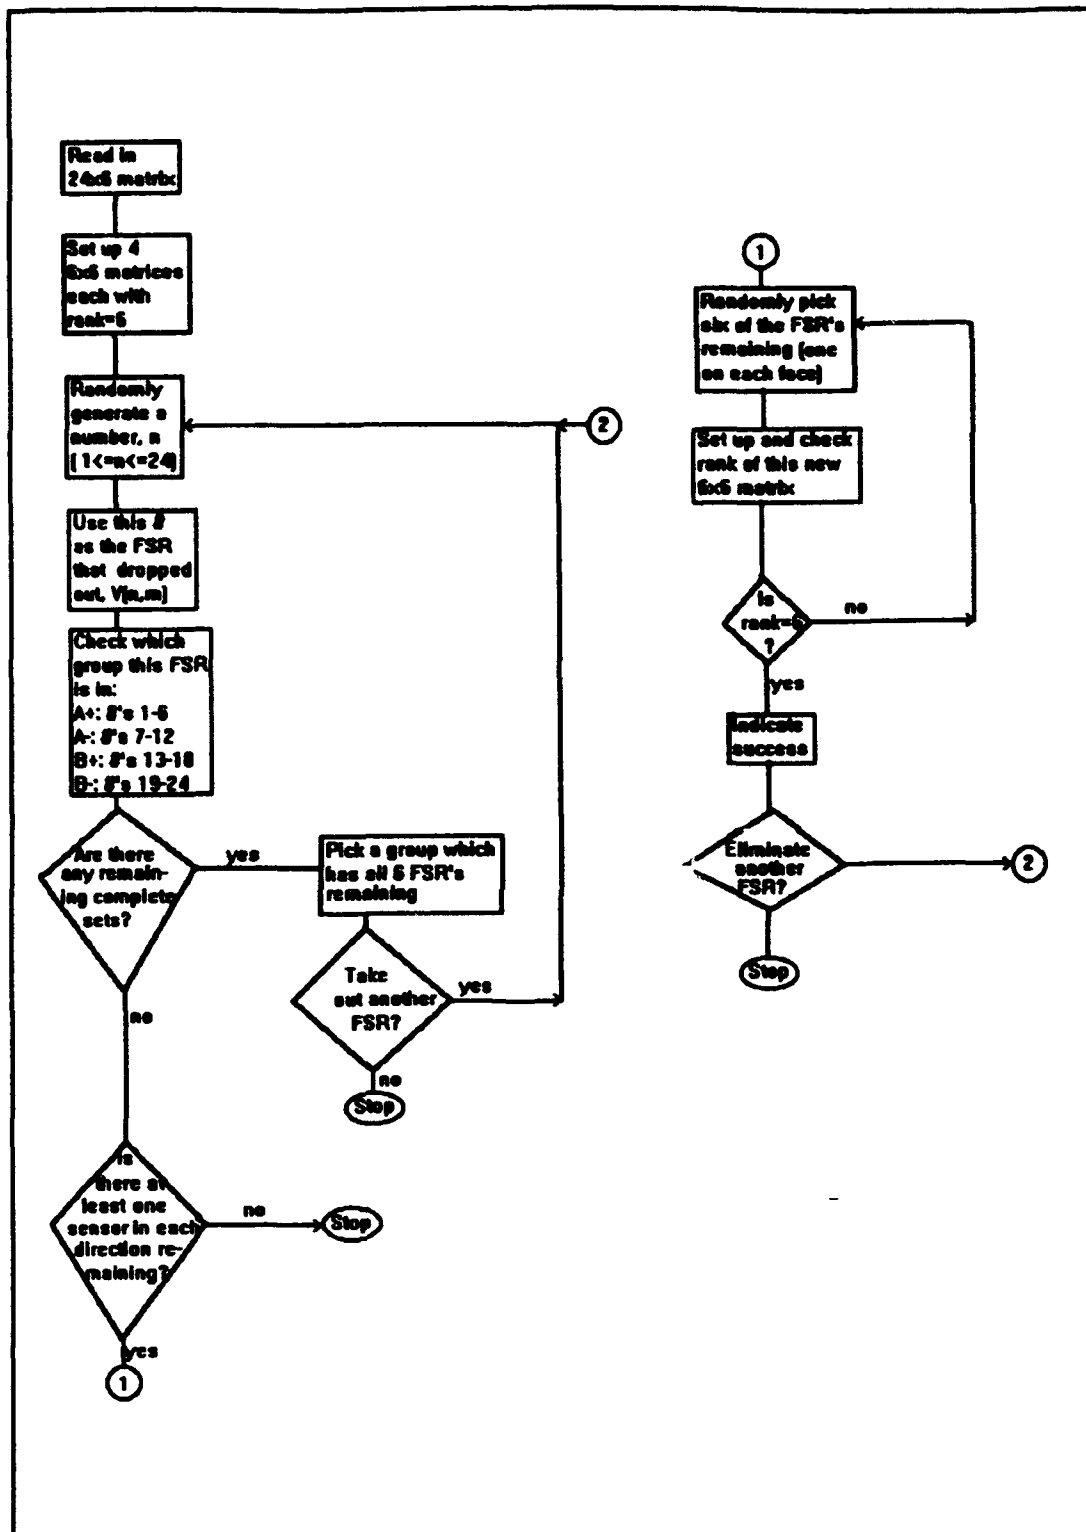 Read in
24x6 matrix
Set up 4
6x6 matrices
each with
rank=6
Randomly
generate a
number, n
( 1<=n<=24)
2
Use this #
as the FSR
that dropped
out, V(n,m)
Check which
group this FSR
is in:
A+: #'s 1-6
A-: #'s 7-12
B+: #'s 13-18
B-: #'s 19-24
Are there
any remain-
ing complete
sets?
yes
Pick a group which
has all 6 FSR's
remaining
Take
out another
FSR?
yes
no
Stop
no
Is
there at
least one
sensor in each
direction re-
maining?
no
Stop
yes
1
1
Randomly pick
six of the FSR's
remaining (one
on each face)
Set up and check
rank of this new
6x6 matrix
Is
rank=6
?
no
yes
Indicate
success
Eliminate
another
FSR?
2
Stop